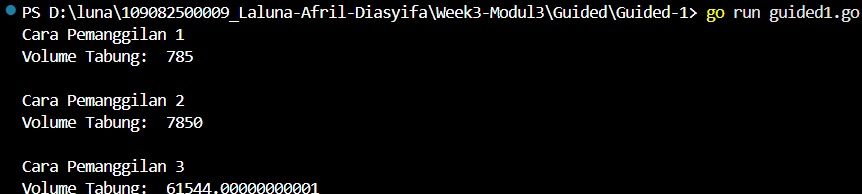 PS D:\luna\109082500009_Laluna-Afril-Diasyifa\Week3-Modul3\Guided\Guided-1> go run guided1.go
Cara Pemanggilan 1
Volume Tabung:  785
Cara Pemanggilan 2
Volume Tabung:  7850
Cara Pemanggilan 3
Volume Tabung:  61544.00000000001